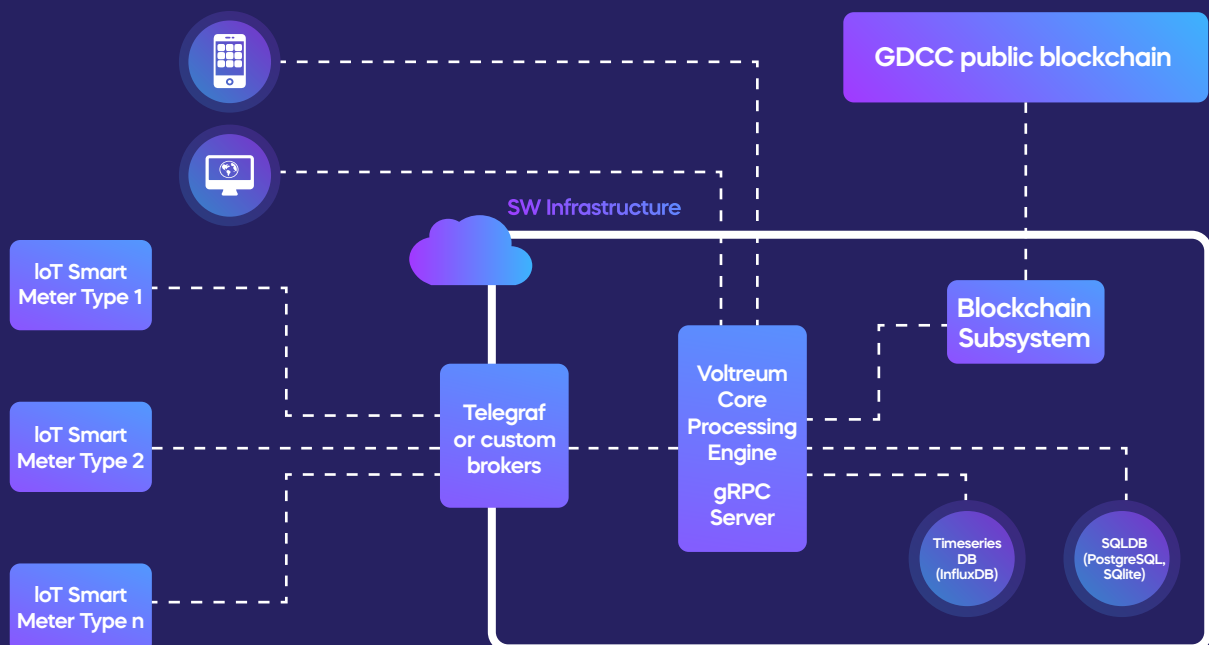 GDCC public blockchain
SW Infrastructure
IoT Smart
Meter Type 1
Blockchain
Subsystem
Voltreum
Core
Processing
Engine
gRPC
Server
Telegraf
or custom
brokers
IoT Smart
Meter Type 2
Timeseries
DB
(InfluxDB)
SQLDB
(PostgreSQL,
SQlite)
IoT Smart
Meter Type n